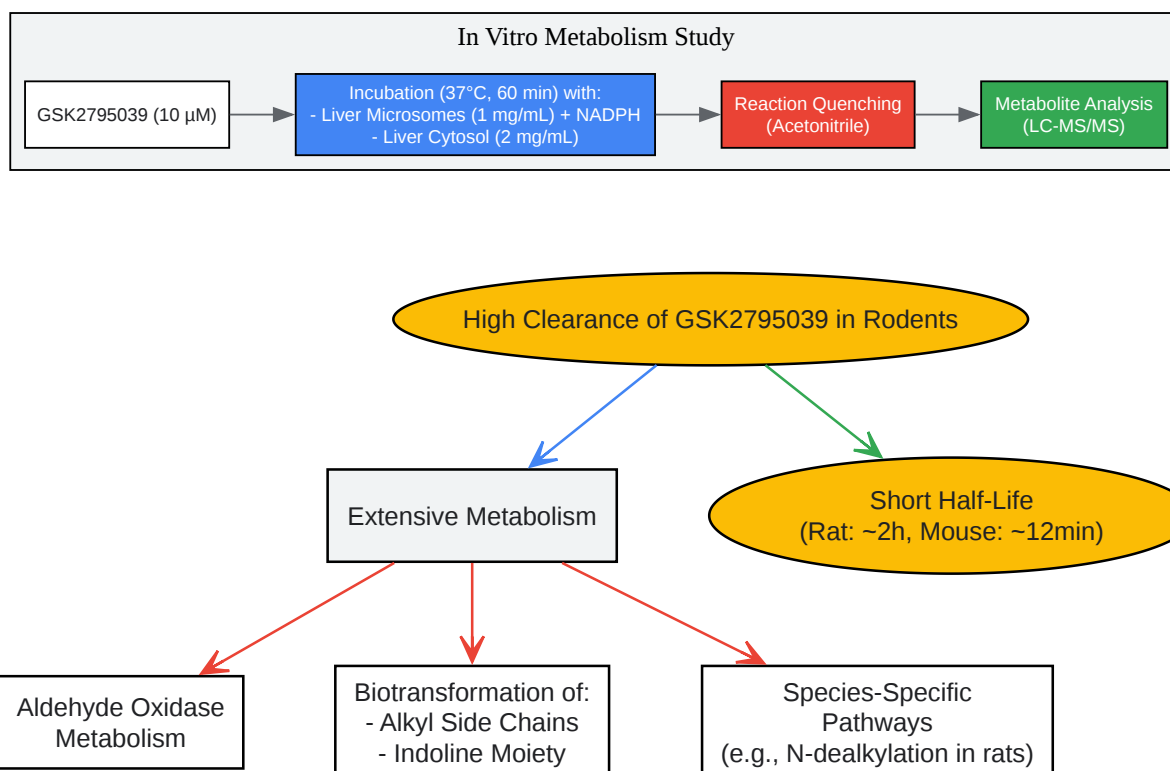 In Vitro Metabolism Study
GSK2795039 (10 µM)
Incubation (37°C, 60 min) with:
- Liver Microsomes (1 mg/mL) + NADPH
- Liver Cytosol (2 mg/mL)
Reaction Quenching
(Acetonitrile)
Metabolite Analysis
(LC-MS/MS)
High Clearance of GSK2795039 in Rodents
Extensive Metabolism
Short Half-Life
(Rat: ~2h, Mouse: ~12min)
Aldehyde Oxidase
Metabolism
Biotransformation of:
- Alkyl Side Chains
- Indoline Moiety
Species-Specific
Pathways
(e.g., N-dealkylation in rats)